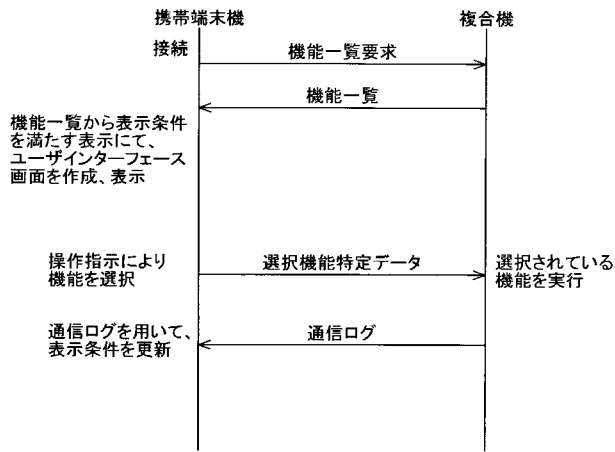 携帯端末機
複合機
接続
機能一覧要求
機能一覧
機能一覧から表示条件
を満たす表示にて、
ユーザインターフェース
画面を作成、表示
操作指示により
機能を選択
選択機能特定データ
選択されている
機能を実行
通信ログを用いて、
表示条件を更新
通信ログ